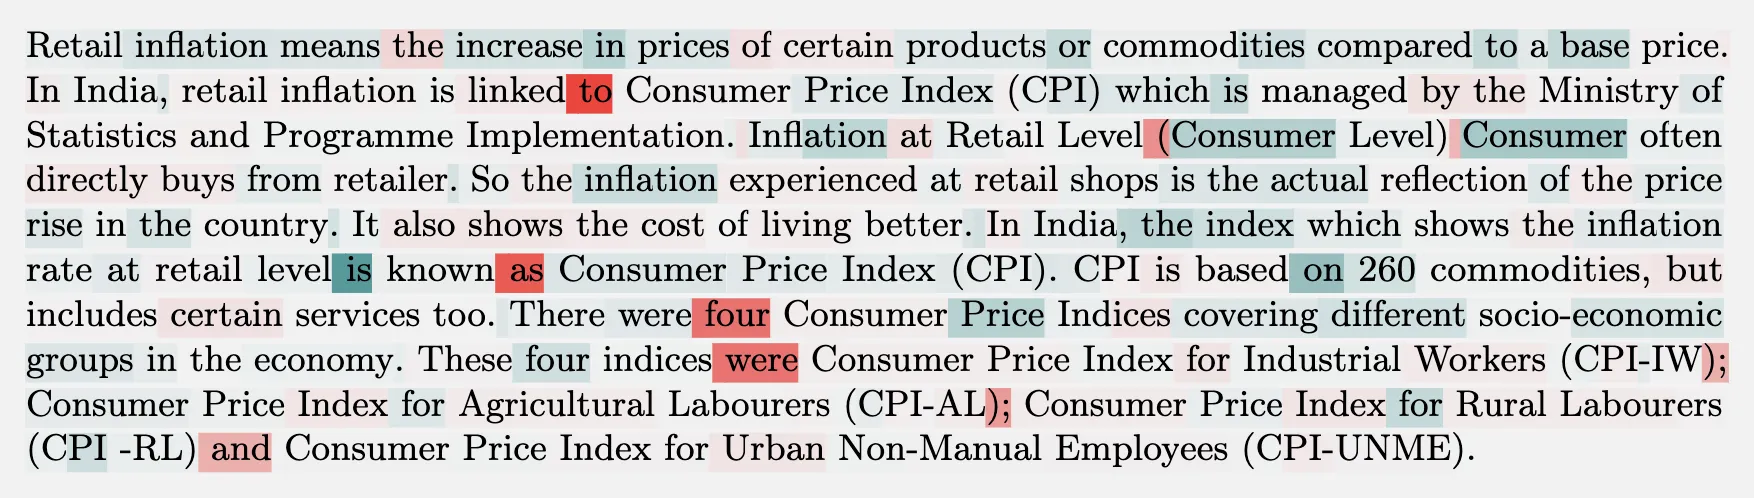 Retail inflation means the increase in prices of certain products or commodities compared to a base price.
In India, retail inflation is linked to Consumer Price Index (CPI) which is managed by the Ministry of
Statistics and Programme Implementation. Inflation at Retail Level (Consumer Level) Consumer often
directly buys from retailer. So the inflation experienced at retail shops is the actual reflection of the price
rise in the country. It also shows the cost of living better. In India, the index which shows the inflation
rate at retail level is known as Consumer Price Index (CPI). CPI is based on 260 commodities, but
includes certain services too. There were four Consumer Price Indices covering different socio-economic
groups in the economy. These four indices were Consumer Price Index for Industrial Workers (CPI-IW);
Consumer Price Index for Agricultural Labourers (CPI-AL); Consumer Price Index for Rural Labourers
(CPI -RL) and Consumer Price Index for Urban Non-Manual Employees (CPI-UNME).